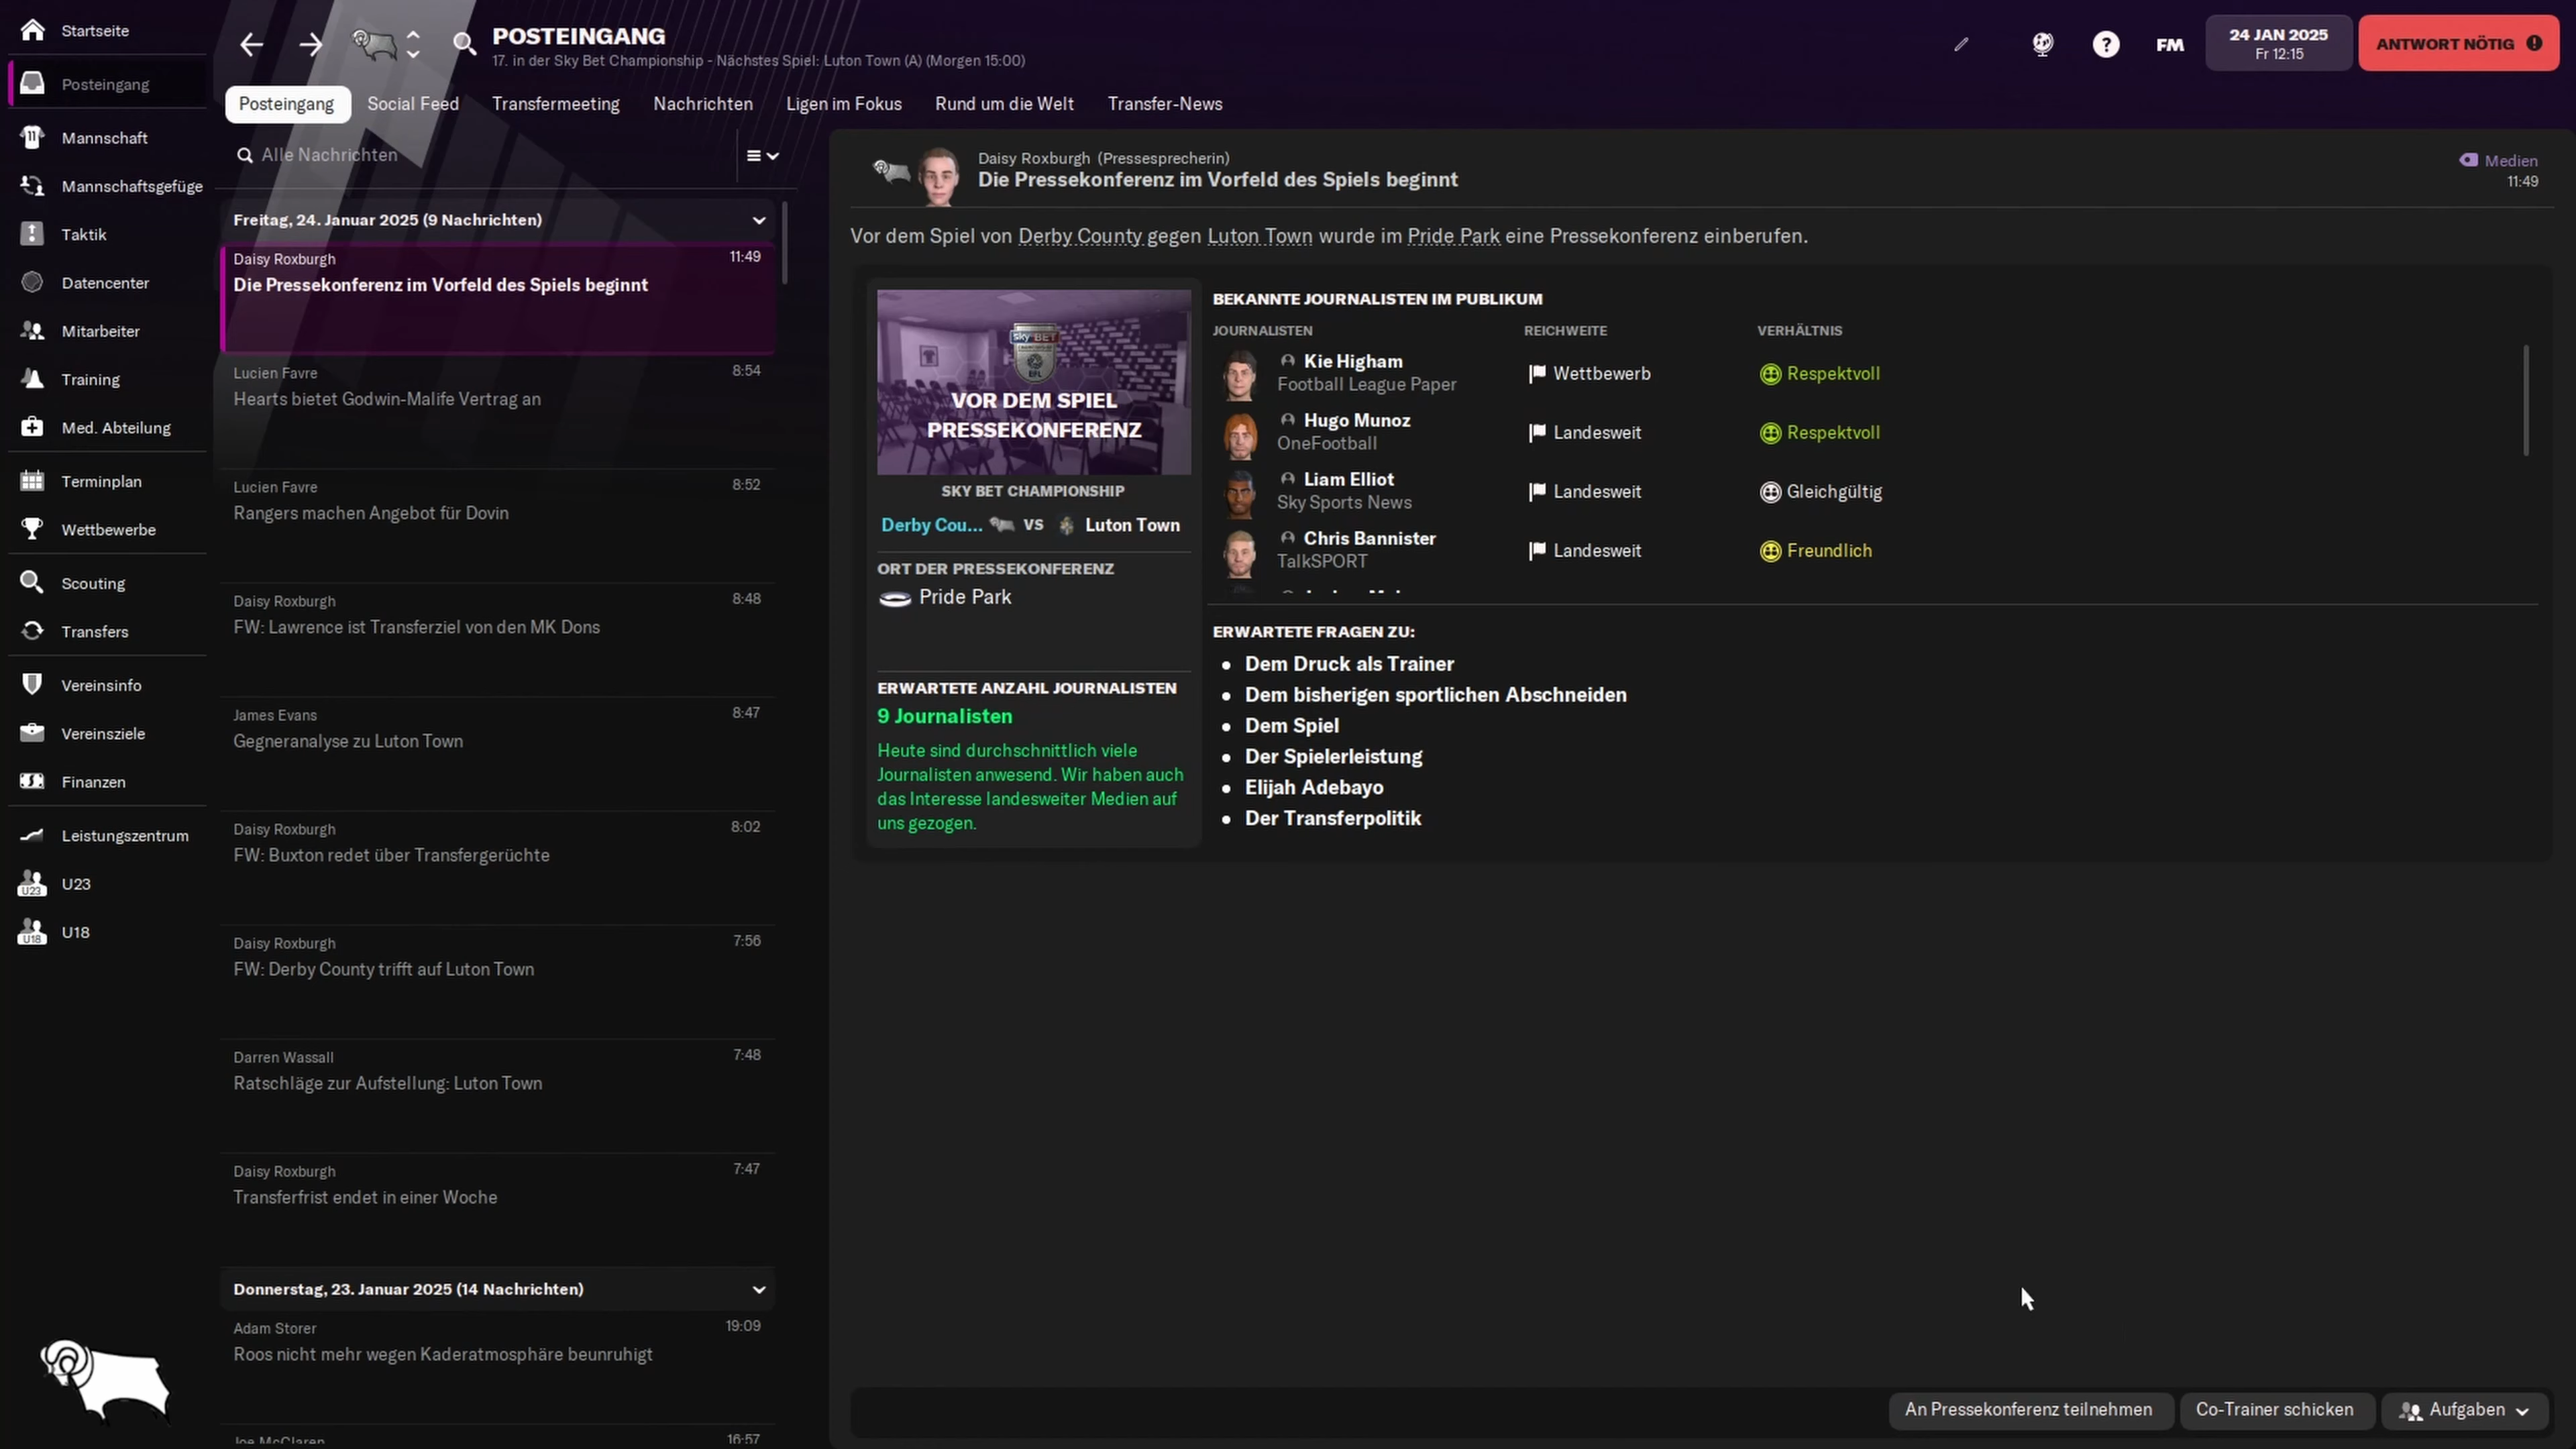 Startseite
Posteingang
Mannschaft
Mannschaftsgefüge
Taktik
Datencenter
Mitarbeiter
Training
Med. Abteilung
Terminplan
Wettbewerbe
Scouting
Transfers
Vereinsinfo
Vereinsziele
Finanzen
Leistungszentrum
U23
U23
U18
U18
POSTEINGANG
17. in der Sky Bet Championship - Nächstes Spiel: Luton Town (A) (Morgen 15:00)
FM
24 JAN 2025
Fr 12:15
ANTWORT NÖTIG
Posteingang Social Feed Transfermeeting Nachrichten Ligen im Fokus Rund um die Welt Transfer-News
Alle Nachrichten
Freitag, 24. Januar 2025 (9 Nachrichten)
Daisy Roxburgh 11:49
Die Pressekonferenz im Vorfeld des Spiels beginnt
Lucien Favre 8:54
Hearts bietet Godwin-Malife Vertrag an
Lucien Favre 8:52
Rangers machen Angebot für Dovin
Daisy Roxburgh 8:48
FW: Lawrence ist Transferziel von den MK Dons
James Evans 8:47
Gegneranalyse zu Luton Town
Daisy Roxburgh 8:02
FW: Buxton redet über Transfergerüchte
Daisy Roxburgh 7:56
FW: Derby County trifft auf Luton Town
Darren Wassall 7:48
Ratschläge zur Aufstellung: Luton Town
Daisy Roxburgh 7:47
Transferfrist endet in einer Woche
Donnerstag, 23. Januar 2025 (14 Nachrichten)
Adam Storer 19:09
Roos nicht mehr wegen Kaderatmosphäre beunruhigt
Joe McClaren 16:57
Daisy Roxburgh (Pressesprecherin)
Die Pressekonferenz im Vorfeld des Spiels beginnt
Medien
11:49
Vor dem Spiel von Derby County gegen Luton Town wurde im Pride Park eine Pressekonferenz einberufen.
sky BET
EFL
VOR DEM SPIEL
PRESSEKONFERENZ
SKY BET CHAMPIONSHIP
Derby Cou... VS Luton Town
ORT DER PRESSEKONFERENZ
Pride Park
ERWARTETE ANZAHL JOURNALISTEN
9 Journalisten
Heute sind durchschnittlich viele
Journalisten anwesend. Wir haben auch
das Interesse landesweiter Medien auf
uns gezogen.
BEKANNTE JOURNALISTEN IM PUBLIKUM
JOURNALISTEN REICHWEITE VERHÄLTNIS
Kie Higham
Football League Paper
Wettbewerb
Respektvoll
Hugo Munoz
OneFootball
Landesweit
Respektvoll
Liam Elliot
Sky Sports News
Landesweit
Gleichgültig
Chris Bannister
TalkSPORT
Landesweit
Freundlich
ERWARTETE FRAGEN ZU:
• Dem Druck als Trainer
• Dem bisherigen sportlichen Abschneiden
• Dem Spiel
• Der Spielerleistung
• Elijah Adebayo
• Der Transferpolitik
An Pressekonferenz teilnehmen
Co-Trainer schicken
Aufgaben